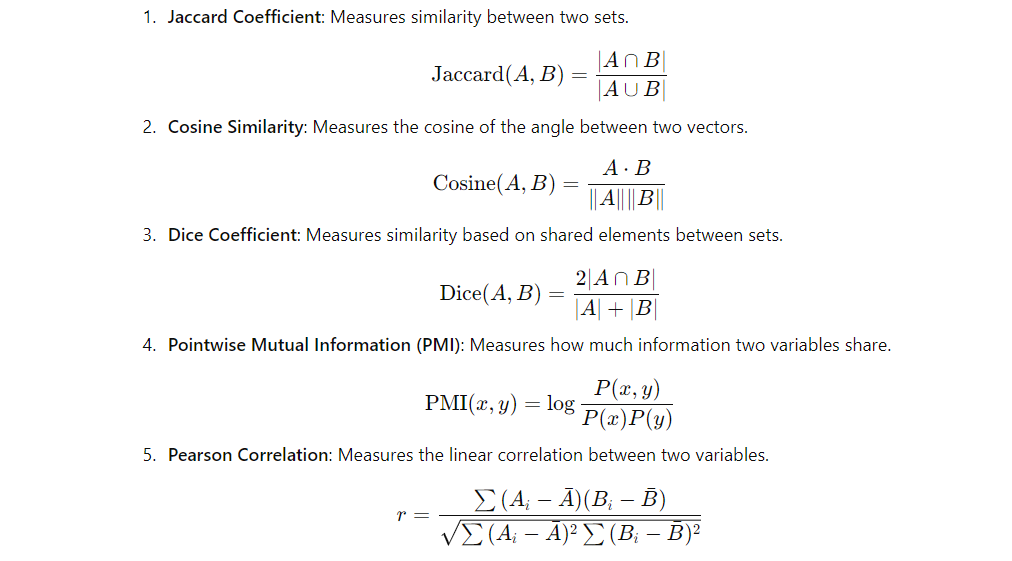 1. Jaccard Coefficient: Measures similarity between two sets.
Jaccard(A, B) = |A ∩ B| / |A ∪ B|
2. Cosine Similarity: Measures the cosine of the angle between two vectors.
Cosine(A, B) = A · B / ‖A‖‖B‖
3. Dice Coefficient: Measures similarity based on shared elements between sets.
Dice(A, B) = 2|A ∩ B| / |A| + |B|
4. Pointwise Mutual Information (PMI): Measures how much information two variables share.
PMI(x, y) = log P(x, y) / P(x)P(y)
5. Pearson Correlation: Measures the linear correlation between two variables.
r = ∑(Aᵢ − Ā)(Bᵢ − B̄) / √∑(Aᵢ − Ā)² ∑(Bᵢ − B̄)²